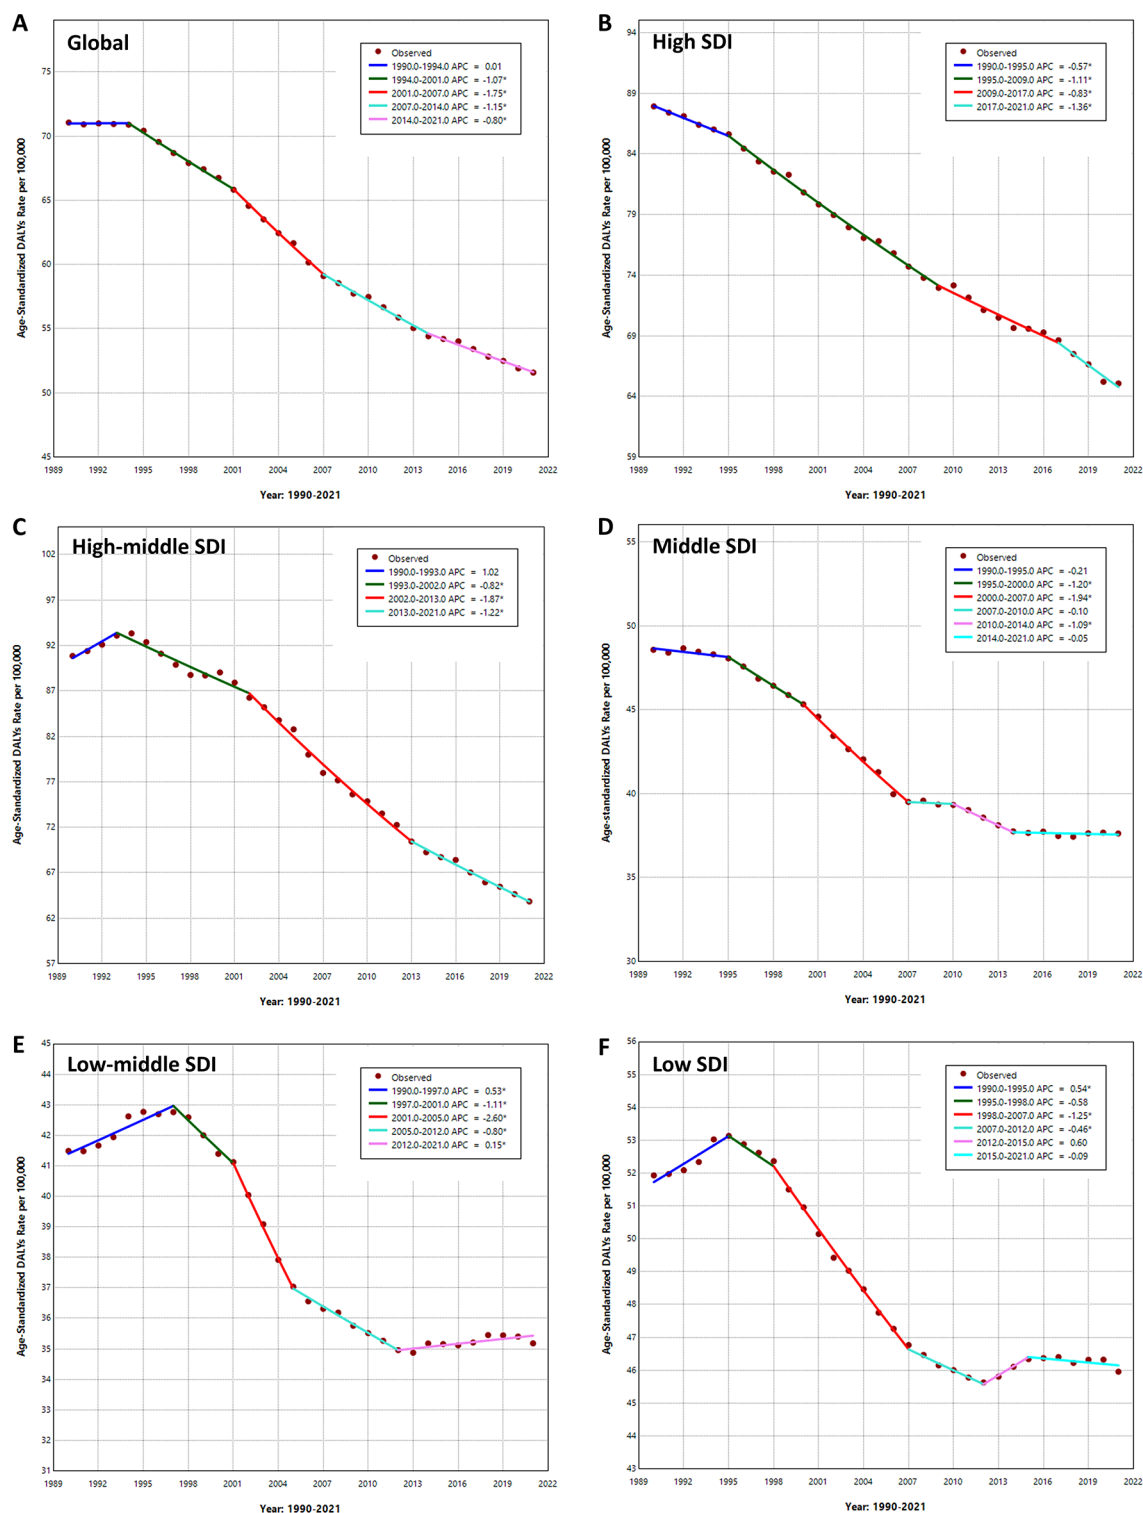 A
Global
Observed
1990.0-1994.0 APC = 0.01
1994.0-2001.0 APC = -1.07*
2001.0-2007.0 APC = -1.75*
2007.0-2014.0 APC = -1.15*
2014.0-2021.0 APC = -0.80*
75
70
65
60
55
50
45
Age-Standardized DALYs Rate per 100,000
1989 1992 1995 1998 2001 2004 2007 2010 2013 2016 2019 2022
Year: 1990-2021
B
High SDI
Observed
1990.0-1995.0 APC = -0.57*
1995.0-2009.0 APC = -1.11*
2009.0-2017.0 APC = -0.83*
2017.0-2021.0 APC = -1.36*
94
89
84
79
74
69
64
59
Age-Standardized DALYs Rate per 100,000
1989 1992 1995 1998 2001 2004 2007 2010 2013 2016 2019 2022
Year: 1990-2021
C
High-middle SDI
Observed
1990.0-1993.0 APC = 1.02
1993.0-2002.0 APC = -0.82*
2002.0-2013.0 APC = -1.87*
2013.0-2021.0 APC = -1.22*
102
97
92
87
82
77
72
67
62
57
Age-Standardized DALYs Rate per 100,000
1989 1992 1995 1998 2001 2004 2007 2010 2013 2016 2019 2022
Year: 1990-2021
D
Middle SDI
Observed
1990.0-1995.0 APC = -0.21
1995.0-2000.0 APC = -1.20*
2000.0-2007.0 APC = -1.94*
2007.0-2010.0 APC = -0.10
2010.0-2014.0 APC = -1.09*
2014.0-2021.0 APC = -0.05
55
50
45
40
35
30
Age-standardized DALYs Rate per 100,000
1989 1992 1995 1998 2001 2004 2007 2010 2013 2016 2019 2022
Year: 1990-2021
E
Low-middle SDI
Observed
1990.0-1997.0 APC = 0.53*
1997.0-2001.0 APC = -1.11*
2001.0-2005.0 APC = -2.60*
2005.0-2012.0 APC = -0.80*
2012.0-2021.0 APC = 0.15*
45
44
43
42
41
40
39
38
37
36
35
34
33
32
31
Age-Standardized DALYs Rate per 100,000
1989 1992 1995 1998 2001 2004 2007 2010 2013 2016 2019 2022
Year: 1990-2021
F
Low SDI
Observed
1990.0-1995.0 APC = 0.54*
1995.0-1998.0 APC = -0.58
1998.0-2007.0 APC = -1.25*
2007.0-2012.0 APC = -0.46*
2012.0-2015.0 APC = 0.60
2015.0-2021.0 APC = -0.09
56
55
54
53
52
51
50
49
48
47
46
45
44
43
Age-Standardized DALYs Rate per 100,000
1989 1992 1995 1998 2001 2004 2007 2010 2013 2016 2019 2022
Year: 1990-2021